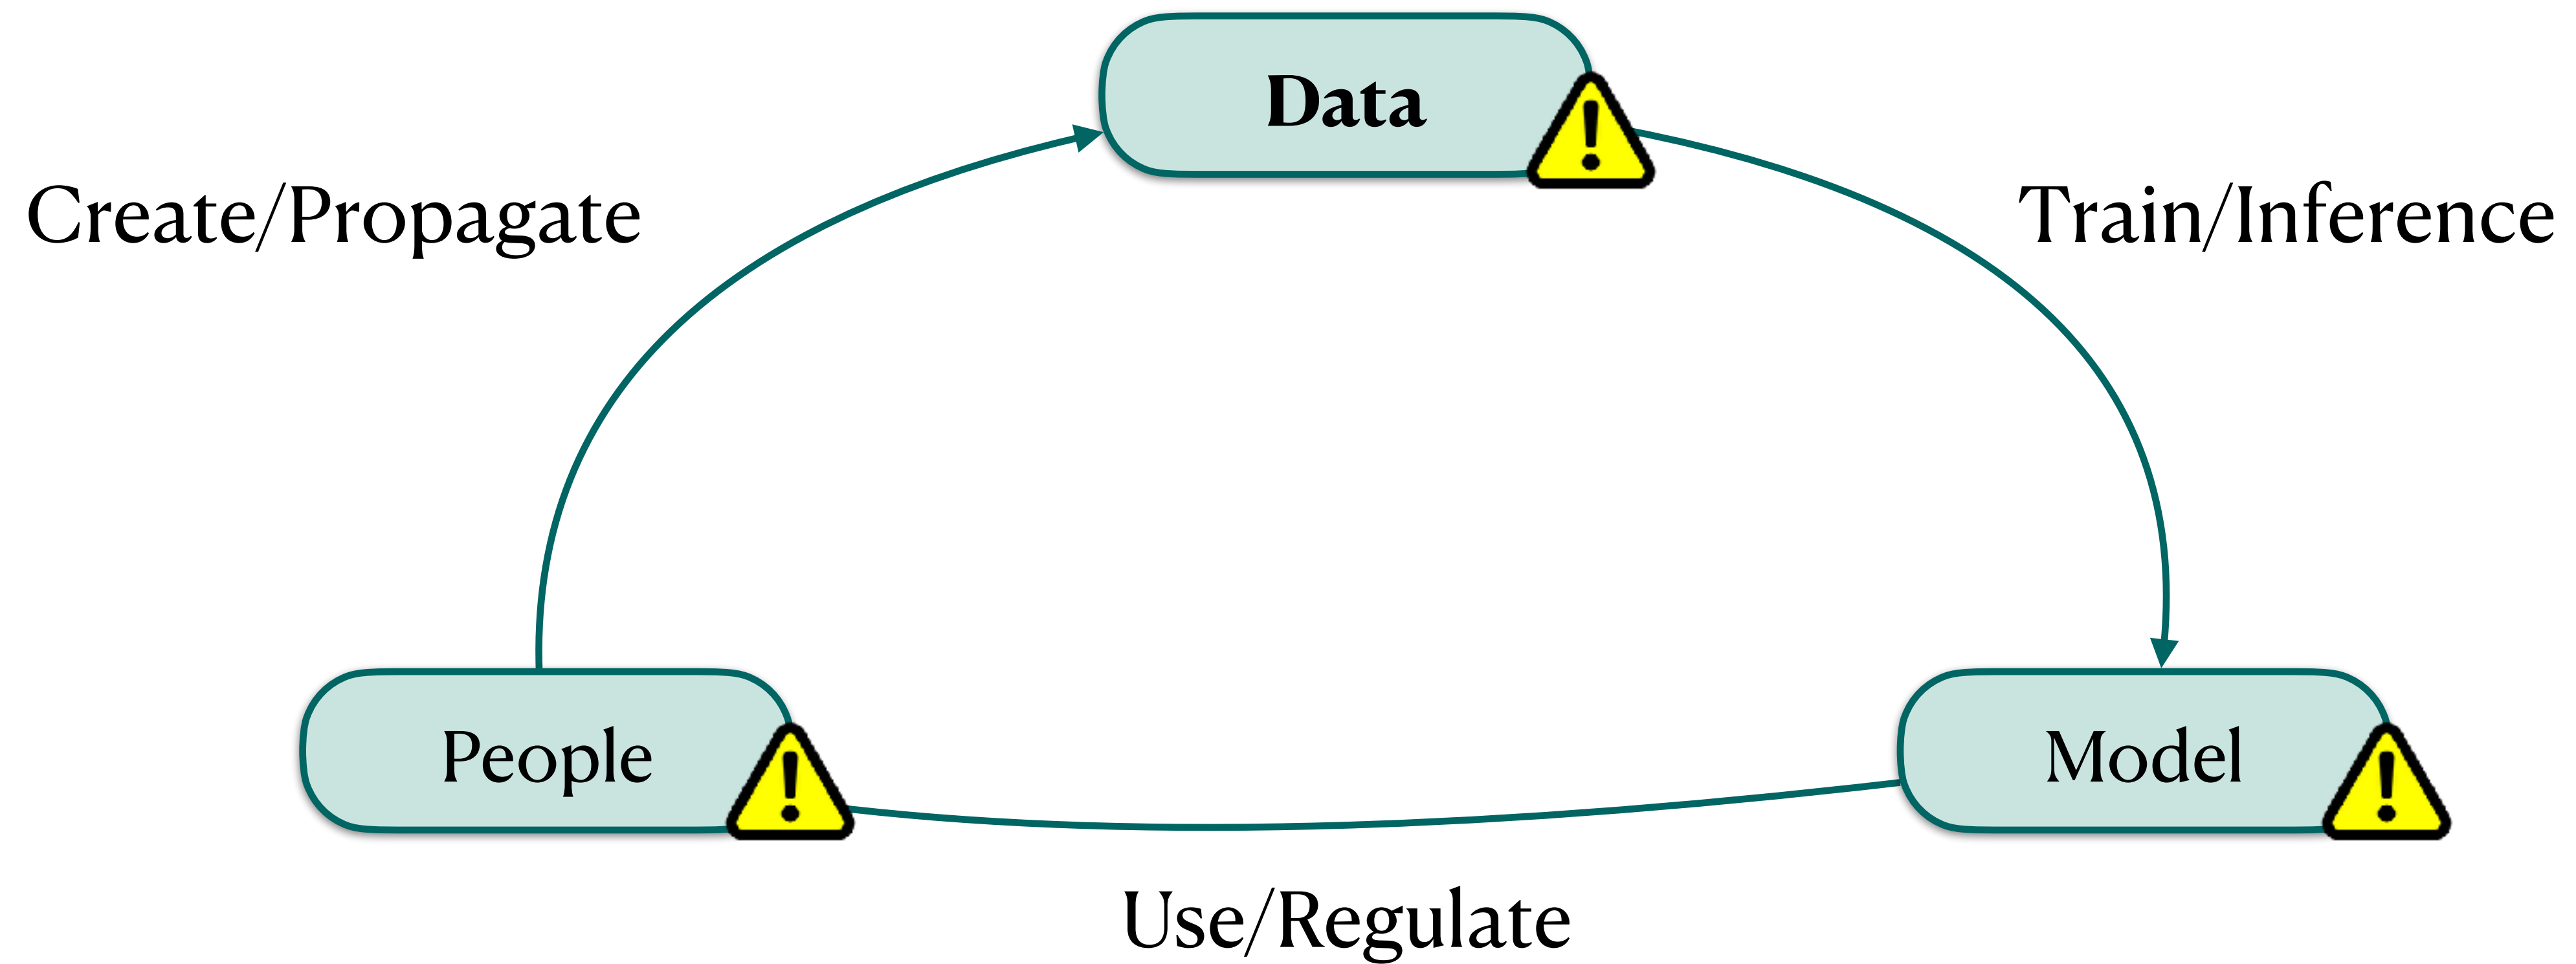 Data
Create/Propagate
Train/Inference
People
Model
Use/Regulate